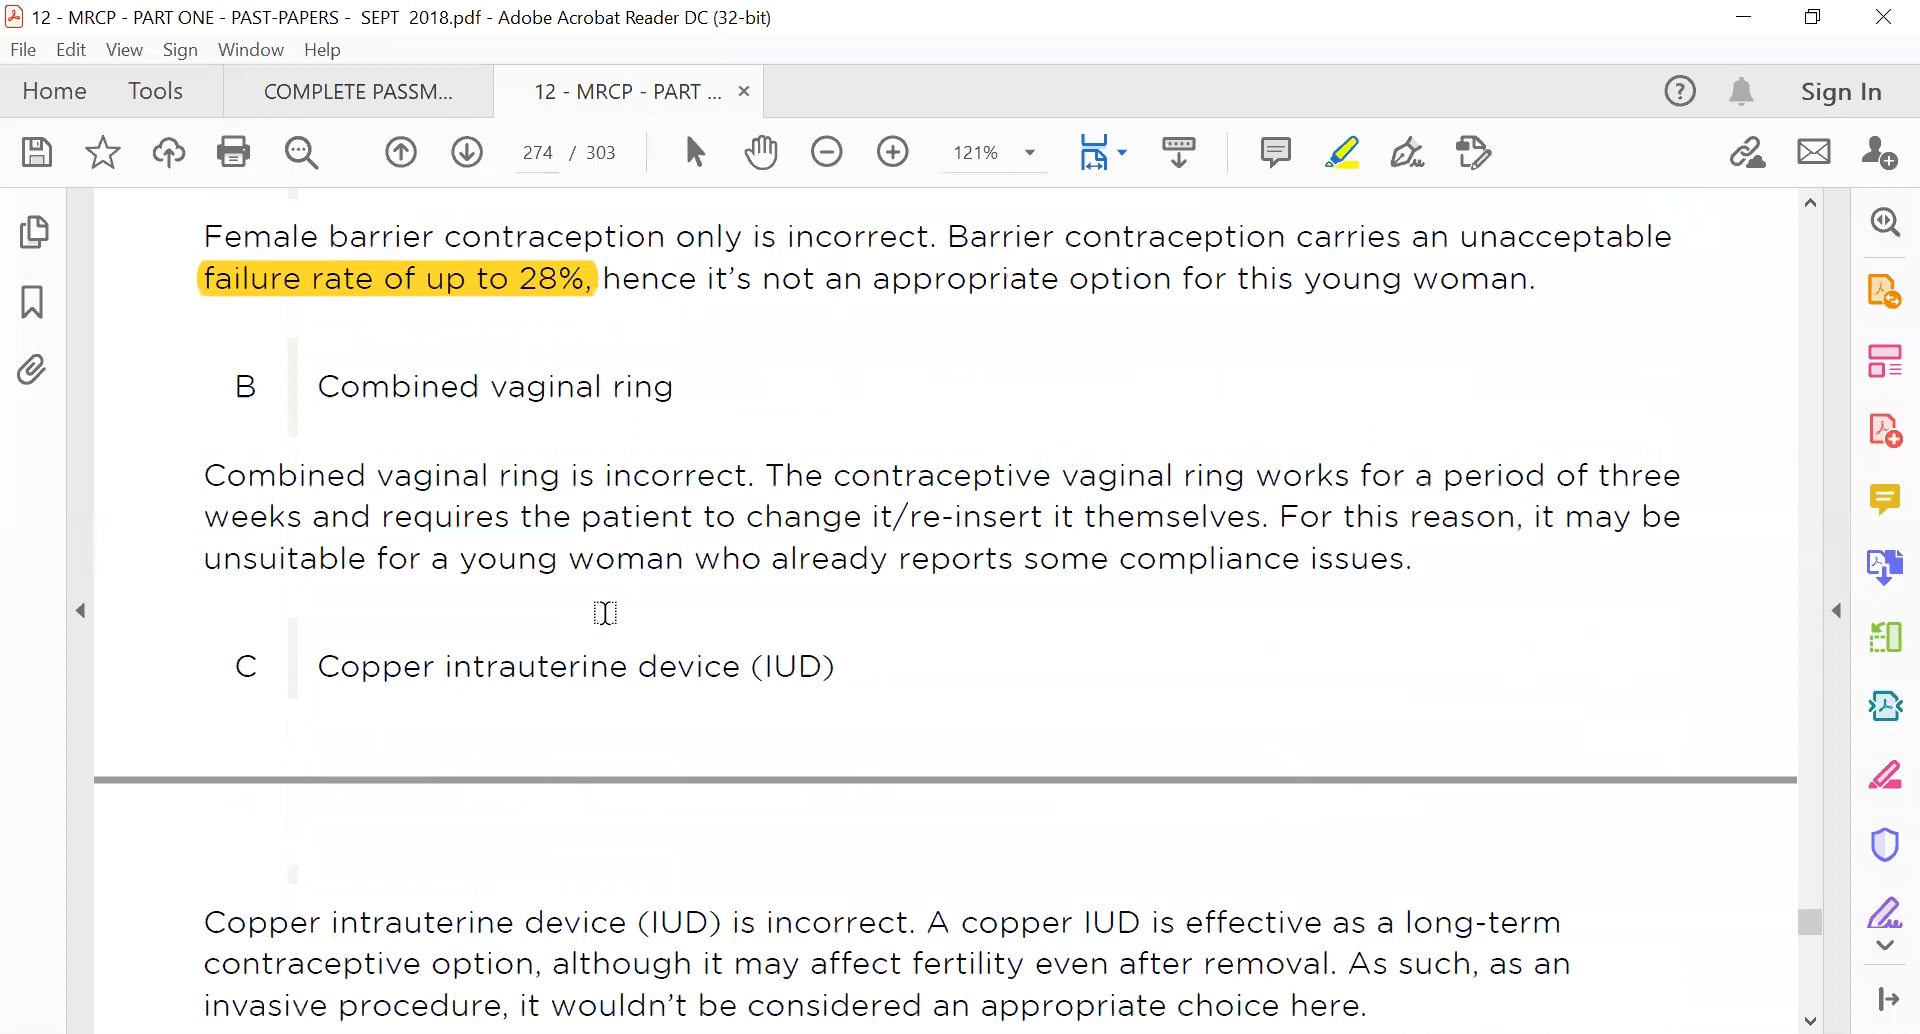 12 - MRCP - PART ONE - PAST-PAPERS - SEPT 2018.pdf - Adobe Acrobat Reader DC (32-bit)
File Edit View Sign Window Help
Home Tools COMPLETE PASSM... 12 - MRCP - PART ... × Sign In
274 / 303 121%
Female barrier contraception only is incorrect. Barrier contraception carries an unacceptable
failure rate of up to 28%, hence it’s not an appropriate option for this young woman.
B Combined vaginal ring
Combined vaginal ring is incorrect. The contraceptive vaginal ring works for a period of three
weeks and requires the patient to change it/re-insert it themselves. For this reason, it may be
unsuitable for a young woman who already reports some compliance issues.
C Copper intrauterine device (IUD)
Copper intrauterine device (IUD) is incorrect. A copper IUD is effective as a long-term
contraceptive option, although it may affect fertility even after removal. As such, as an
invasive procedure, it wouldn’t be considered an appropriate choice here.